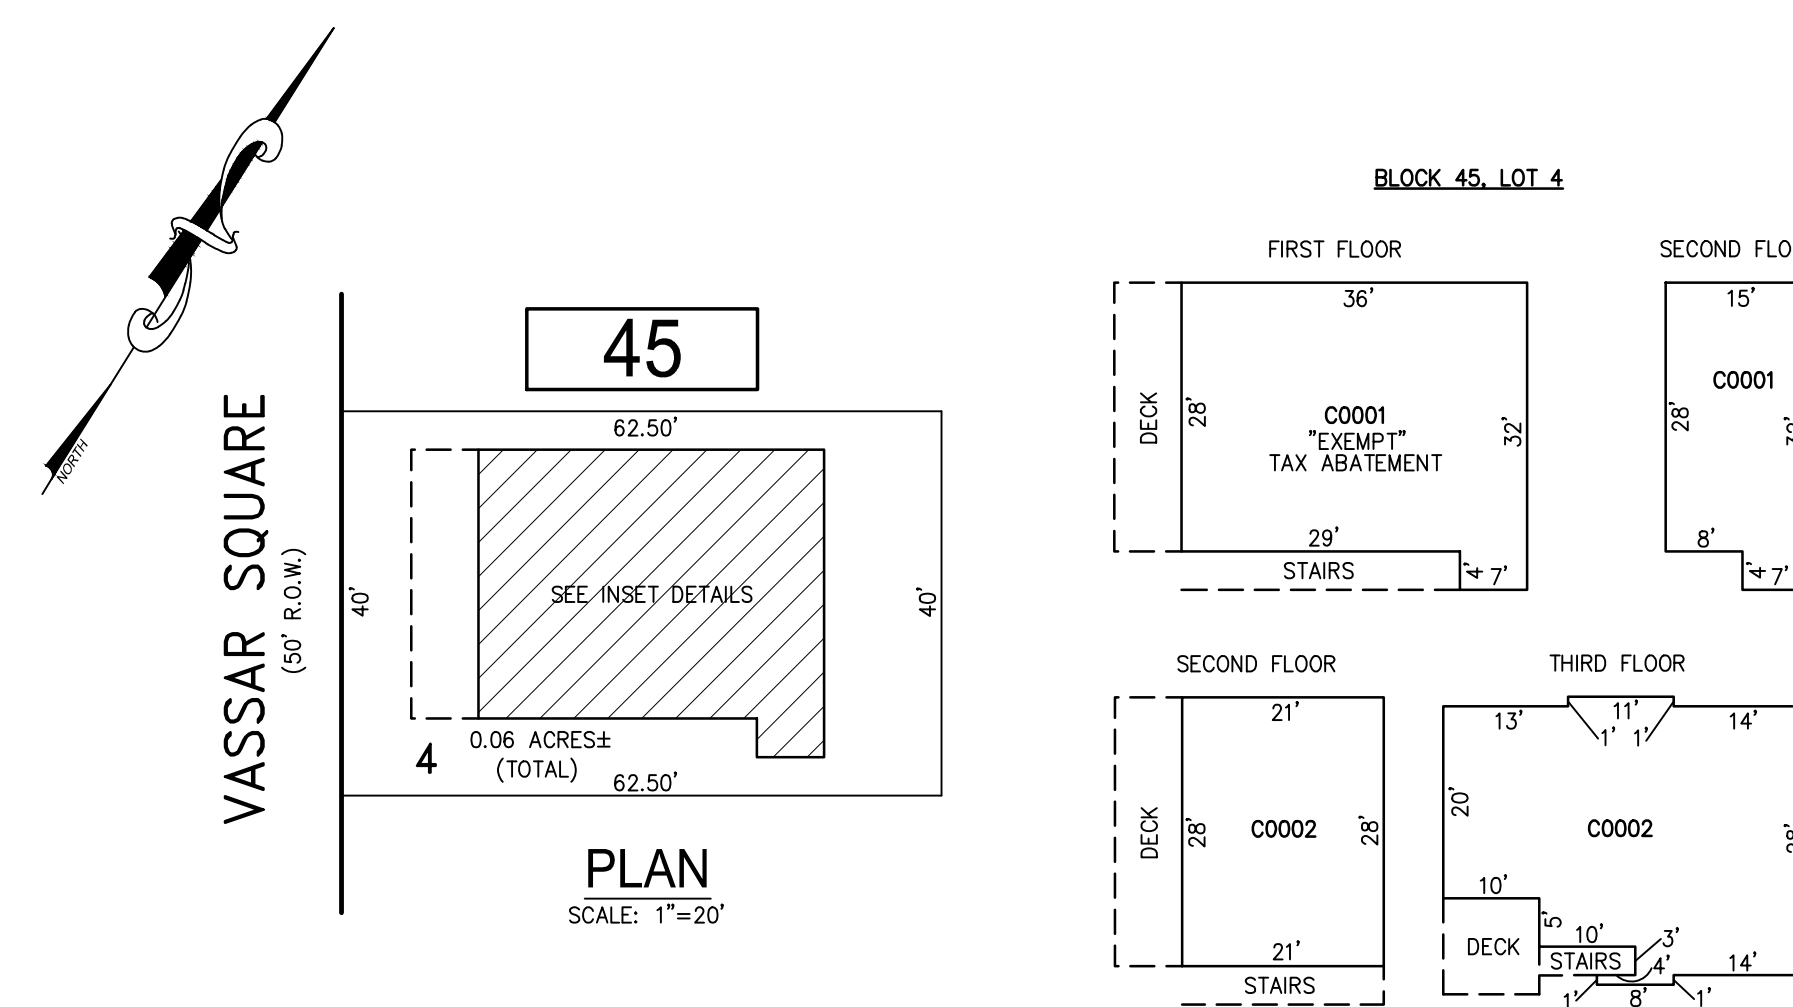 NORTH
VASSAR SQUARE
(50' R.O.W.)
45
62.50'
40'
40'
SEE INSET DETAILS
4
0.06 ACRES±
(TOTAL)
62.50'
PLAN
SCALE: 1"=20'
BLOCK 45, LOT 4
FIRST FLOOR
36'
DECK
28'
C0001
"EXEMPT"
TAX ABATEMENT
32'
29'
STAIRS
4'
7'
SECOND FLO
15'
C0001
28'
8'
4'
7'
SECOND FLOOR
21'
DECK
28'
C0002
28'
21'
STAIRS
THIRD FLOOR
13'
11'
14'
1'
1'
20'
C0002
10'
5'
DECK
10'
3'
STAIRS
4'
14'
1'
8'
1'